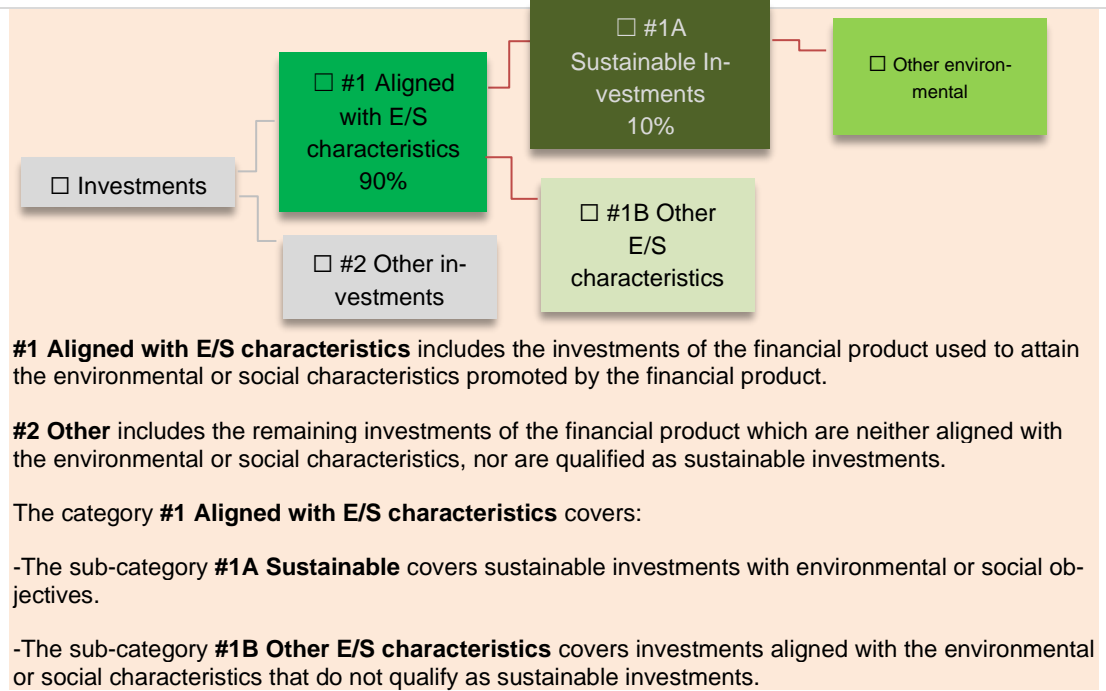 ☐ #1A
Sustainable In-
vestments
10%
☐ Other environ-
mental
☐ #1 Aligned
with E/S
characteristics
90%
☐ Investments
☐ #1B Other
E/S
characteristics
☐ #2 Other in-
vestments
#1 Aligned with E/S characteristics includes the investments of the financial product used to attain
the environmental or social characteristics promoted by the financial product.
#2 Other includes the remaining investments of the financial product which are neither aligned with
the environmental or social characteristics, nor are qualified as sustainable investments.
The category #1 Aligned with E/S characteristics covers:
-The sub-category #1A Sustainable covers sustainable investments with environmental or social ob-
jectives.
-The sub-category #1B Other E/S characteristics covers investments aligned with the environmental
or social characteristics that do not qualify as sustainable investments.